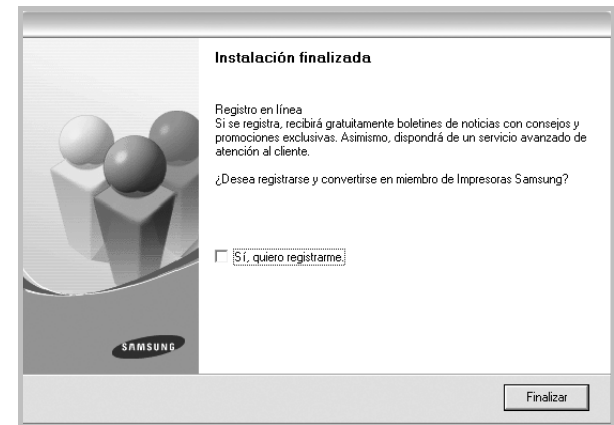 Instalación finalizada
Registro en línea
Si se registra, recibirá gratuitamente boletines de noticias con consejos y
promociones exclusivas. Asimismo, dispondrá de un servicio avanzado de
atención al cliente.
¿Desea registrarse y convertirse en miembro de Impresoras Samsung?
Sí, quiero registrarme.
SAMSUNG
Finalizar